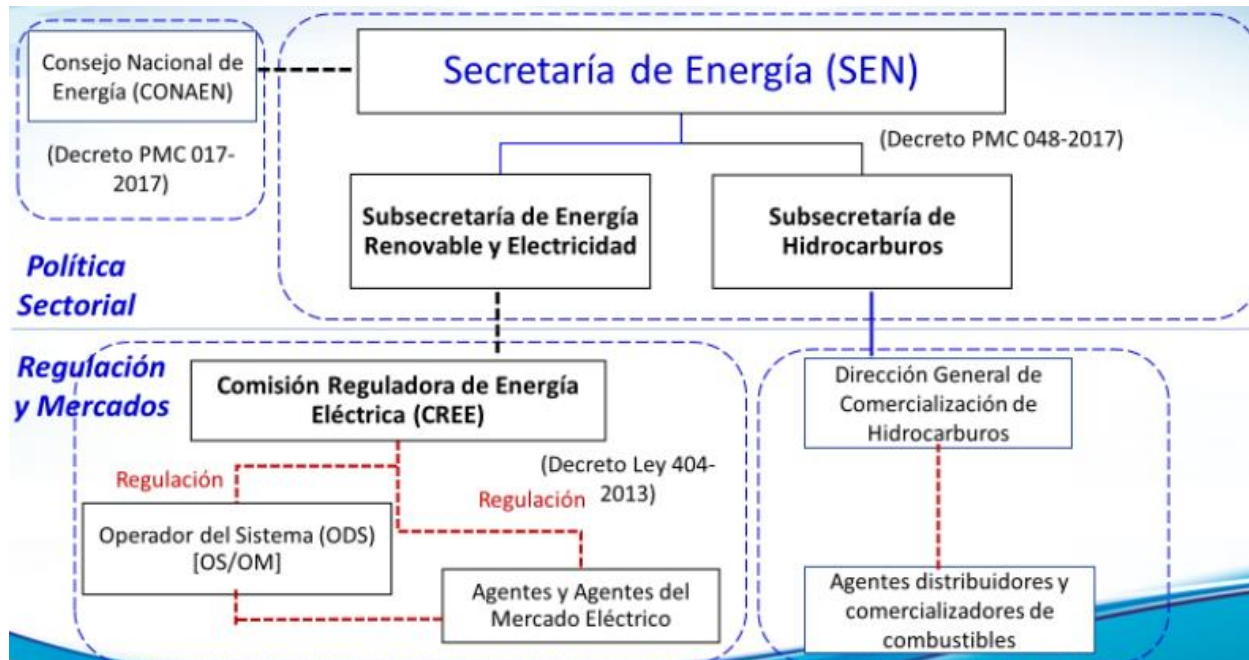 Consejo Nacional de
Energía (CONAEN)
(Decreto PMC 017-
2017)
Secretaría de Energía (SEN)
(Decreto PMC 048-2017)
Subsecretaría de Energía
Renovable y Electricidad
Subsecretaría de
Hidrocarburos
Política
Sectorial
Regulación
y Mercados
Comisión Reguladora de Energía
Eléctrica (CREE)
(Decreto Ley 404-
2013)
Regulación
Regulación
Operador del Sistema (ODS)
[OS/OM]
Agentes y Agentes del
Mercado Eléctrico
Dirección General de
Comercialización de
Hidrocarburos
Agentes distribuidores y
comercializadores de
combustibles